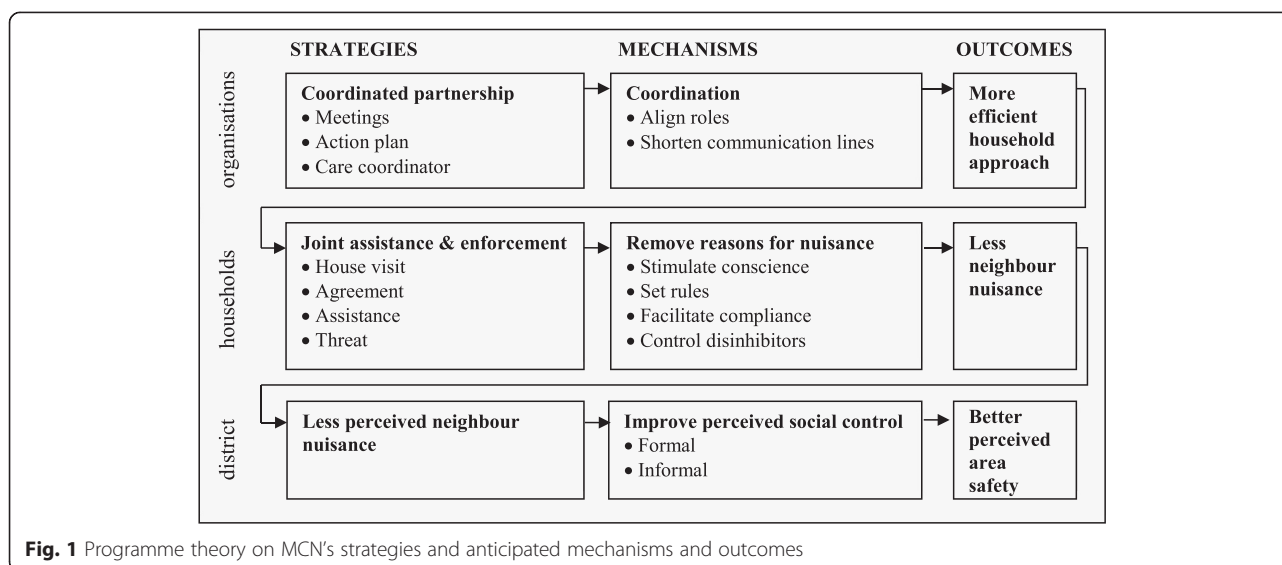 STRATEGIES MECHANISMS OUTCOMES
organisations
Coordinated partnership
• Meetings
• Action plan
• Care coordinator
Coordination
• Align roles
• Shorten communication lines
More
efficient
household
approach
households
Joint assistance & enforcement
• House visit
• Agreement
• Assistance
• Threat
Remove reasons for nuisance
• Stimulate conscience
• Set rules
• Facilitate compliance
• Control disinhibitors
Less
neighbour
nuisance
district
Less perceived neighbour
nuisance
Improve perceived social control
• Formal
• Informal
Better
perceived
area
safety
Fig. 1 Programme theory on MCN's strategies and anticipated mechanisms and outcomes